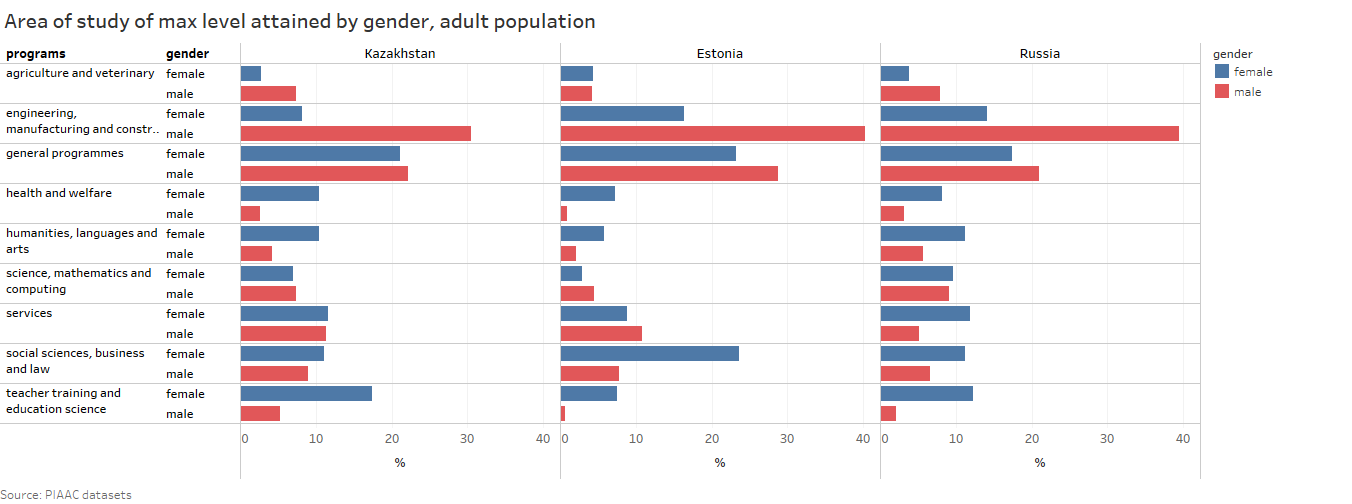 Area of study of max level attained by gender, adult population
programs gender Kazakhstan Estonia Russia
gender
female
male
agriculture and veterinary female
male
engineering, female
manufacturing and constr.. male
general programmes female
male
health and welfare female
male
humanities, languages and female
arts male
science, mathematics and female
computing male
services female
male
social sciences, business female
and law male
teacher training and female
education science male
0 10 20 30 40 0 10 20 30 40 0 10 20 30 40
% % %
Source: PIAAC datasets